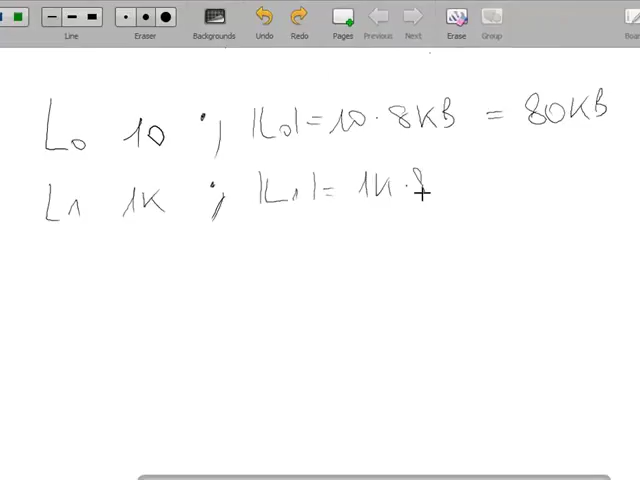 Line Eraser Backgrounds Undo Redo Pages Previous Next Erase Group
L0 10 ; |L0| = 10 · 8KB = 80KB
L1 1K ; |L1| = 1K ·